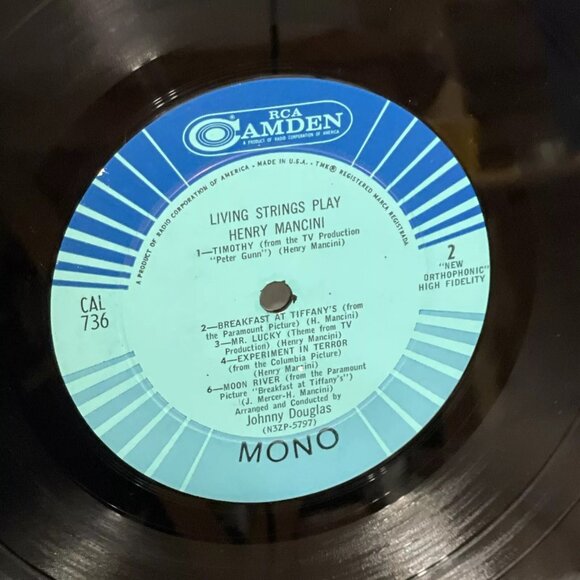 RCA
CAMDEN
A PRODUCT OF RADIO CORPORATION OF AMERICA
A PRODUCT OF RADIO CORPORATION OF AMERICA • MADE IN U.S.A. • TMK® REGISTERED MARCA REGISTRADA
LIVING STRINGS PLAY
HENRY MANCINI
1—TIMOTHY (from the TV Production
"Peter Gunn") (Henry Mancini)
2
"NEW
ORTHOPHONIC"
HIGH FIDELITY
CAL
736
2—BREAKFAST AT TIFFANY'S (from
the Paramount Picture) (H. Mancini)
3—MR. LUCKY (Theme from TV
Production) (Henry Mancini)
4—EXPERIMENT IN TERROR
(from the Columbia Picture)
(Henry Mancini)
6—MOON RIVER (from the Paramount
Picture "Breakfast at Tiffany's")
(J. Mercer-H. Mancini)
Arranged and Conducted by
Johnny Douglas
(N3ZP-5797)
MONO